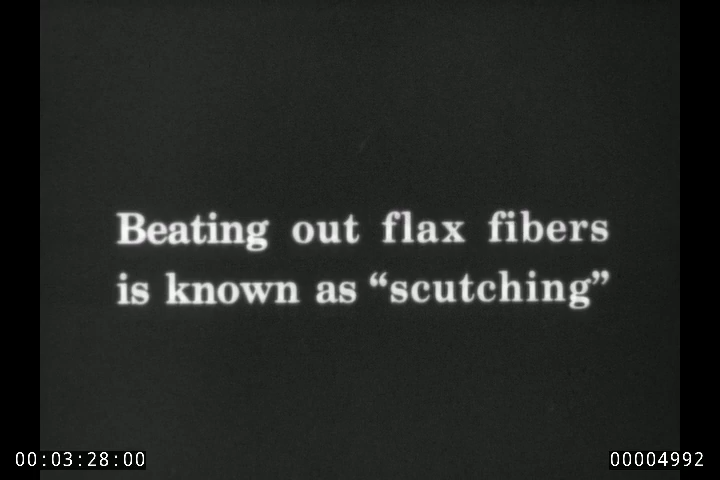 Beating out flax fibers
is known as “scutching”
00:03:28:00
00004992